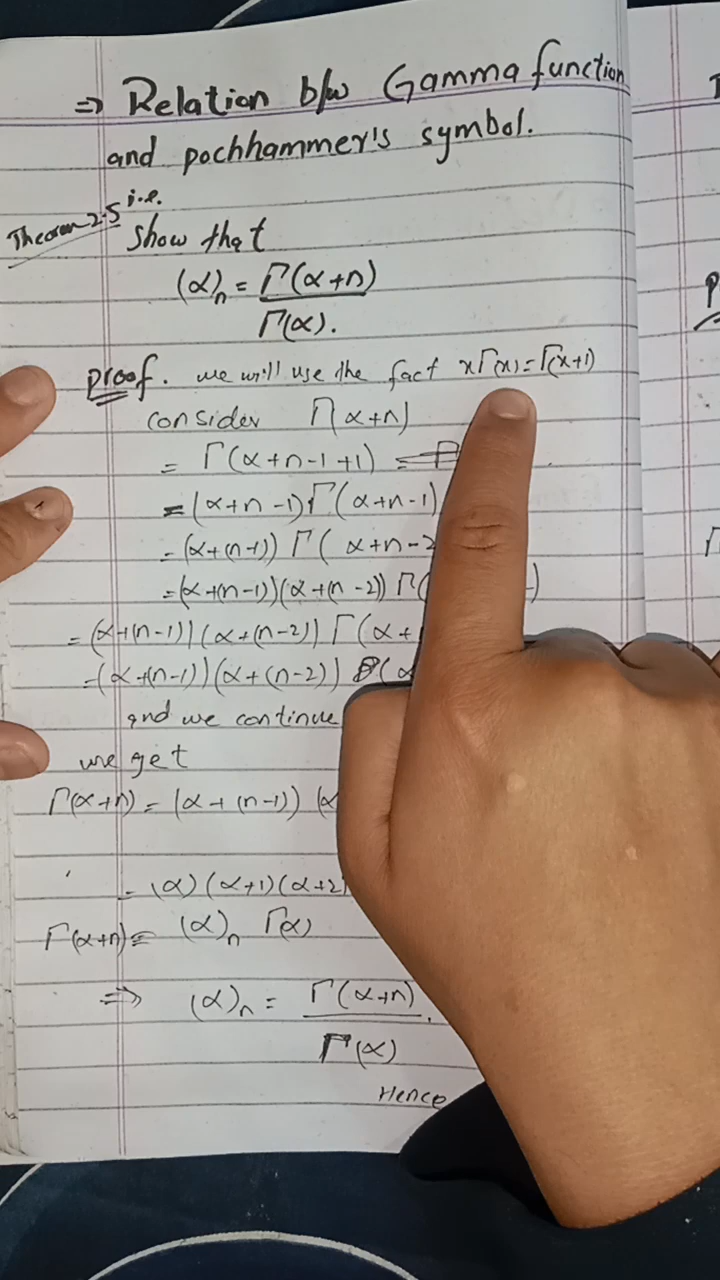 ⇒ Relation b/w Gamma function
and pochhammer's symbol.
i.e.
Theorem 2.5 Show that
(α)ₙ = Γ(α+n)
Γ(α).
Proof. we will use the fact xΓ(x)=Γ(x+1)
consider Γ(α+n)
= Γ(α+n-1+1) =
= (α+n-1)Γ(α+n-1)
= (α+(n-1)) Γ(α+n-2
= (α+(n-1))(α+(n-2)) Γ( )
= (α+(n-1))(α+(n-2)) Γ(α+
= (α+(n-1))(α+(n-2)) (α
and we continue
we get
Γ(α+n) = (α+(n-1)) (α
= (α)(α+1)(α+2)
Γ(α+n) = (α)ₙ Γ(α)
⇒ (α)ₙ = Γ(α+n).
Γ(α)
Hence